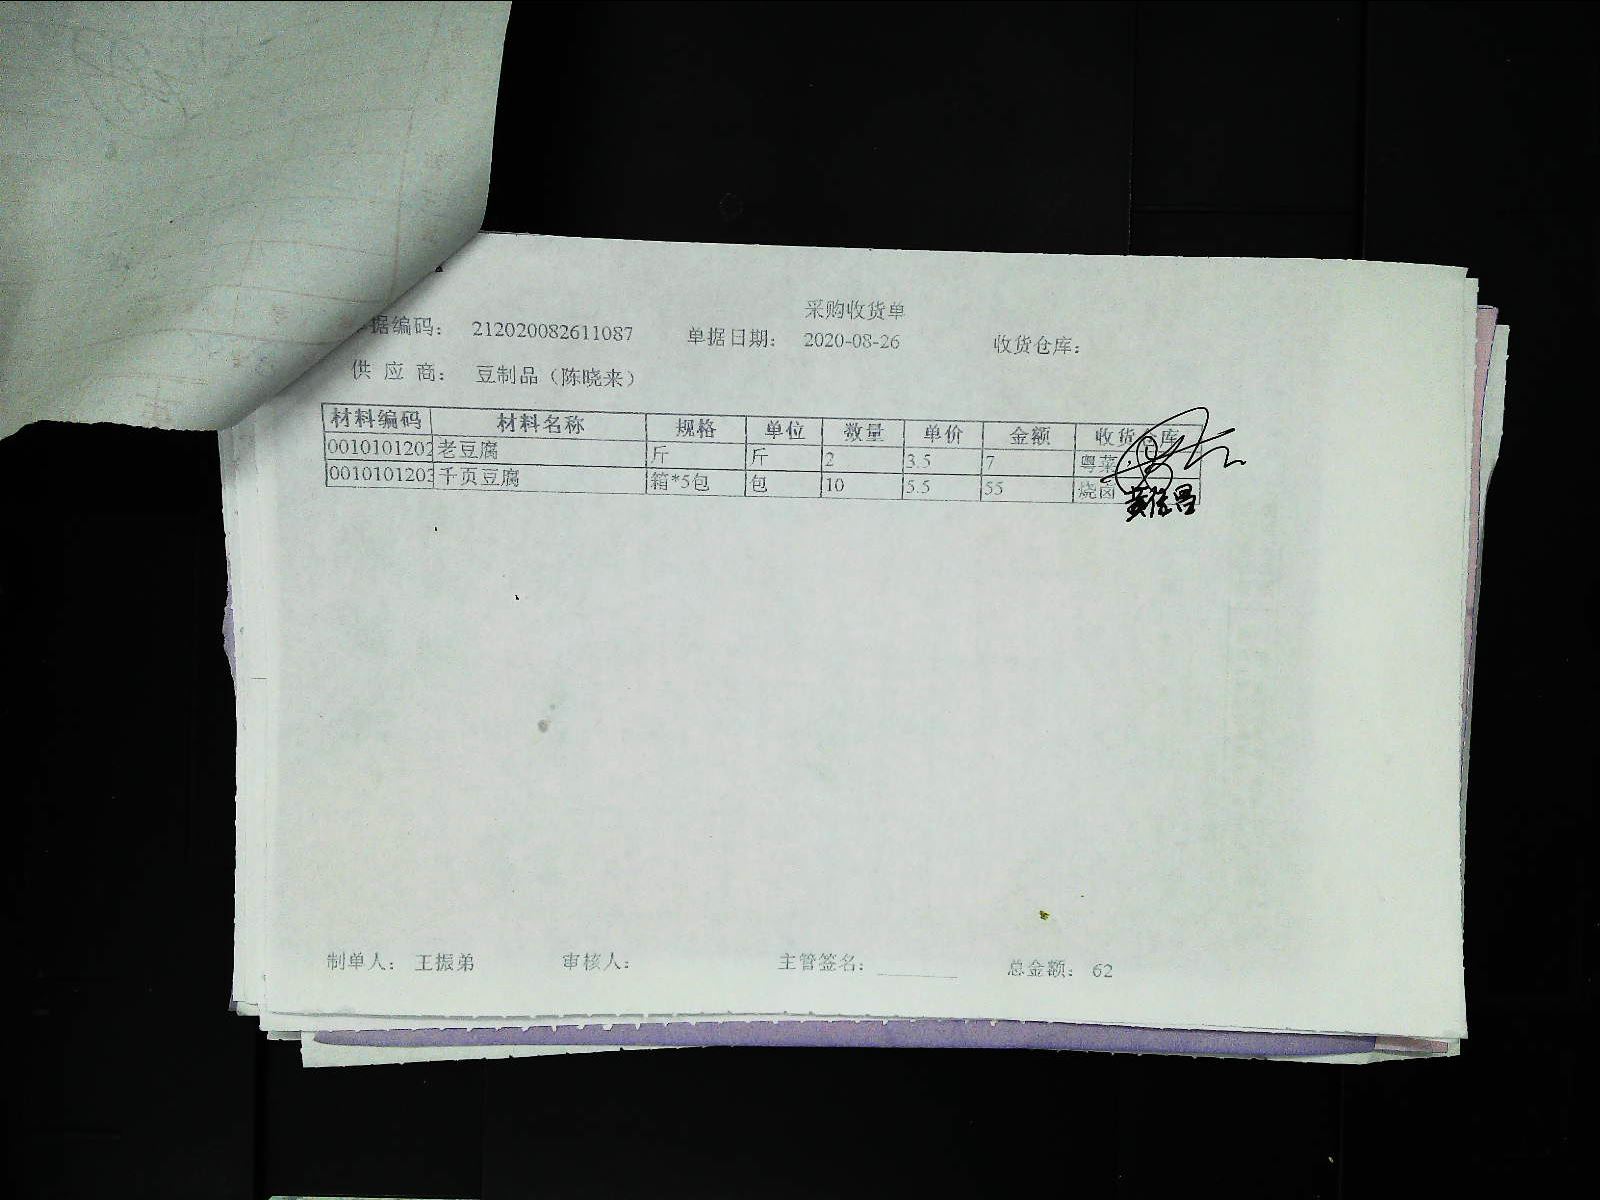 采购收货单
据编码： 212020082611087 单据日期： 2020-08-26 收货仓库：
供 应 商： 豆制品（陈晓来）
材料编码 材料名称 规格 单位 数量 单价 金额 收货仓库
0010101202 老豆腐 斤 斤 2 3.5 7 粤菜
0010101203 千页豆腐 箱*5包 包 10 5.5 55 烧卤
制单人： 王振弟 审核人： 主管签名： 总金额： 62